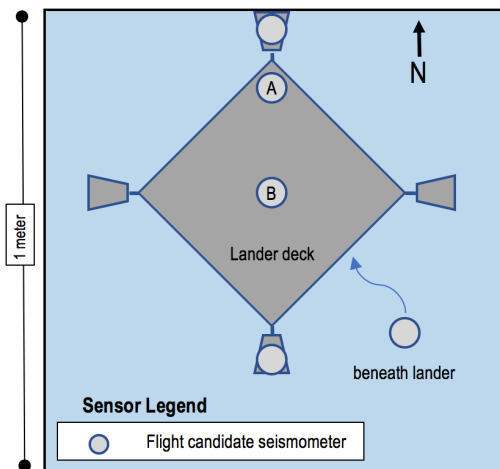 A
N
B
1 meter
Lander deck
beneath lander
Sensor Legend
Flight candidate seismometer